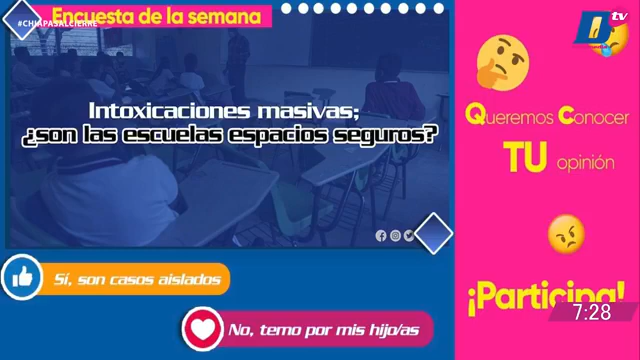 Encuesta de la semana
#CHIAPASALCIERRE
Intoxicaciones masivas;
¿son las escuelas espacios seguros?
Sí, son casos aislados
No, temo por mis hijo/as
D tv
Queremos Conocer
TU opinión
¡Participa!
7:28